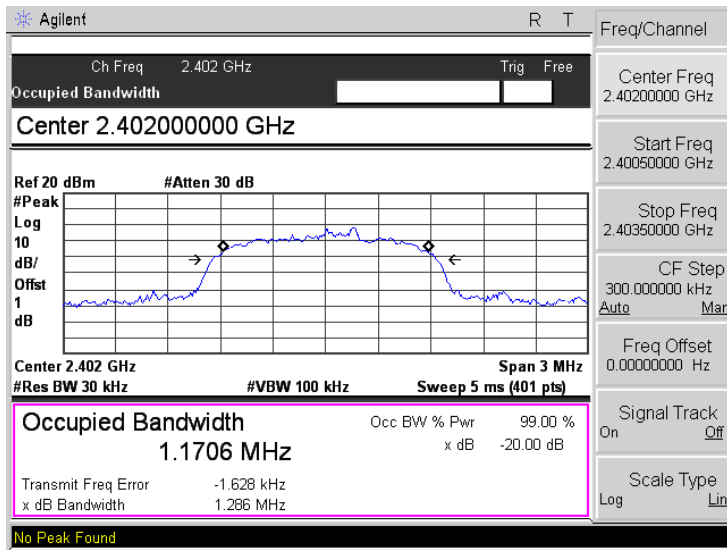 Agilent
R T
Freq/Channel
Ch Freq 2.402 GHz Trig Free
Occupied Bandwidth
Center 2.402000000 GHz
Ref 20 dBm #Atten 30 dB
#Peak
Log
10
dB/
Offst
1
dB
Center 2.402 GHz Span 3 MHz
#Res BW 30 kHz #VBW 100 kHz Sweep 5 ms (401 pts)
Occupied Bandwidth
1.1706 MHz
Occ BW % Pwr 99.00 %
x dB -20.00 dB
Transmit Freq Error -1.628 kHz
x dB Bandwidth 1.286 MHz
No Peak Found
Center Freq
2.40200000 GHz
Start Freq
2.40050000 GHz
Stop Freq
2.40350000 GHz
CF Step
300.000000 kHz
Auto Man
Freq Offset
0.00000000 Hz
Signal Track
On Off
Scale Type
Log Lin